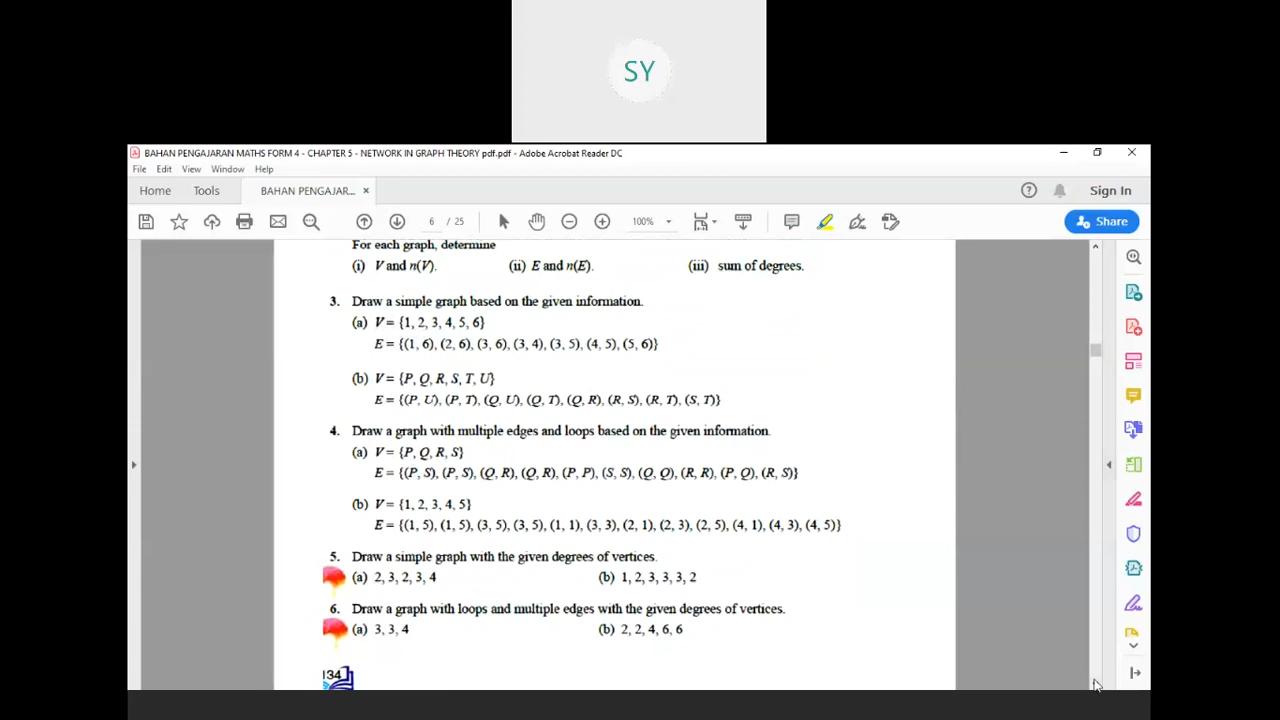 SY
BAHAN PENGAJARAN MATHS FORM 4 - CHAPTER 5 - NETWORK IN GRAPH THEORY pdf.pdf - Adobe Acrobat Reader DC
File Edit View Window Help
Home Tools BAHAN PENGAJAR... × Sign In
6 / 25 100% Share
For each graph, determine
(i) V and n(V). (ii) E and n(E). (iii) sum of degrees.
3. Draw a simple graph based on the given information.
(a) V = {1, 2, 3, 4, 5, 6}
E = {(1, 6), (2, 6), (3, 6), (3, 4), (3, 5), (4, 5), (5, 6)}
(b) V = {P, Q, R, S, T, U}
E = {(P, U), (P, T), (Q, U), (Q, T), (Q, R), (R, S), (R, T), (S, T)}
4. Draw a graph with multiple edges and loops based on the given information.
(a) V = {P, Q, R, S}
E = {(P, S), (P, S), (Q, R), (Q, R), (P, P), (S, S), (Q, Q), (R, R), (P, Q), (R, S)}
(b) V = {1, 2, 3, 4, 5}
E = {(1, 5), (1, 5), (3, 5), (3, 5), (1, 1), (3, 3), (2, 1), (2, 3), (2, 5), (4, 1), (4, 3), (4, 5)}
5. Draw a simple graph with the given degrees of vertices.
(a) 2, 3, 2, 3, 4 (b) 1, 2, 3, 3, 3, 2
6. Draw a graph with loops and multiple edges with the given degrees of vertices.
(a) 3, 3, 4 (b) 2, 2, 4, 6, 6
134